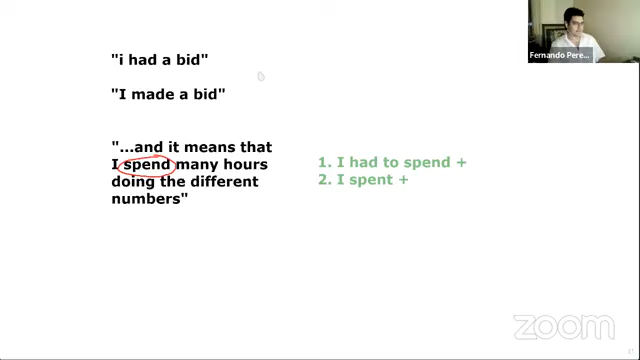 Fernando Pere...
"i had a bid"
"I made a bid"
"...and it means that
I spend many hours
doing the different
numbers"
1. I had to spend +
2. I spent +
zoom